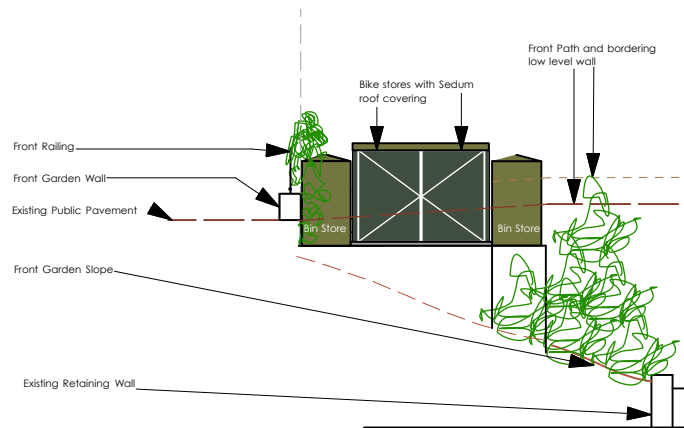 Front Path and bordering
low level wall
Bike stores with Sedum
roof covering
Front Railing
Front Garden Wall
Existing Public Pavement
Bin Store
Bin Store
Front Garden Slope
Existing Retaining Wall